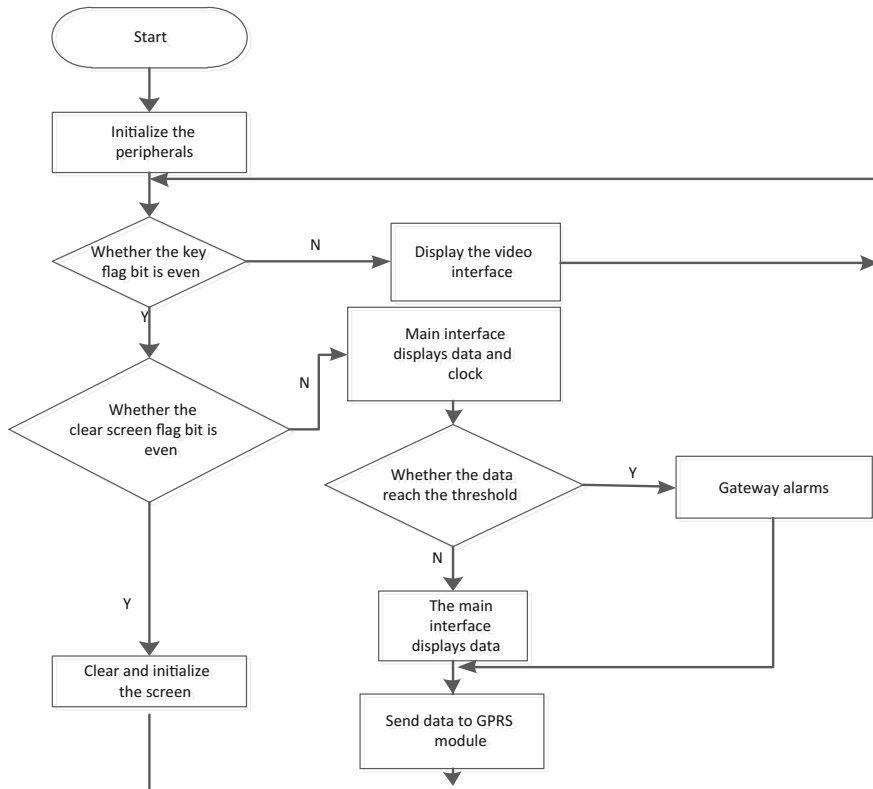 Start
Initialize the
peripherals
Whether the key
flag bit is even
N
Display the video
interface
Y
Main interface
displays data and
clock
N
Whether the
clear screen flag bit is
even
Whether the data
reach the threshold
Y
Gateway alarms
N
Y
The main
interface
displays data
Clear and initialize
the screen
Send data to GPRS
module